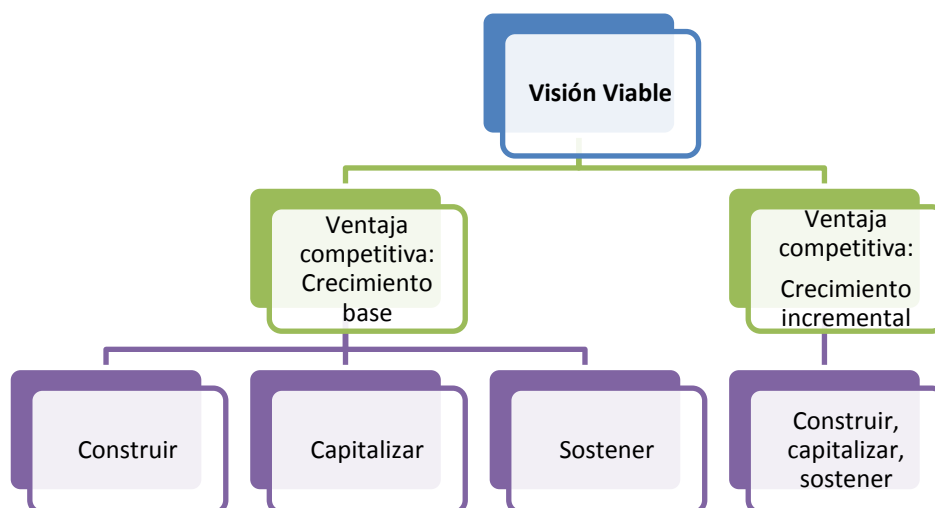 Visión Viable
Ventaja
competitiva:
Crecimiento
base
Ventaja
competitiva:
Crecimiento
incremental
Construir
Capitalizar
Sostener
Construir,
capitalizar,
sostener